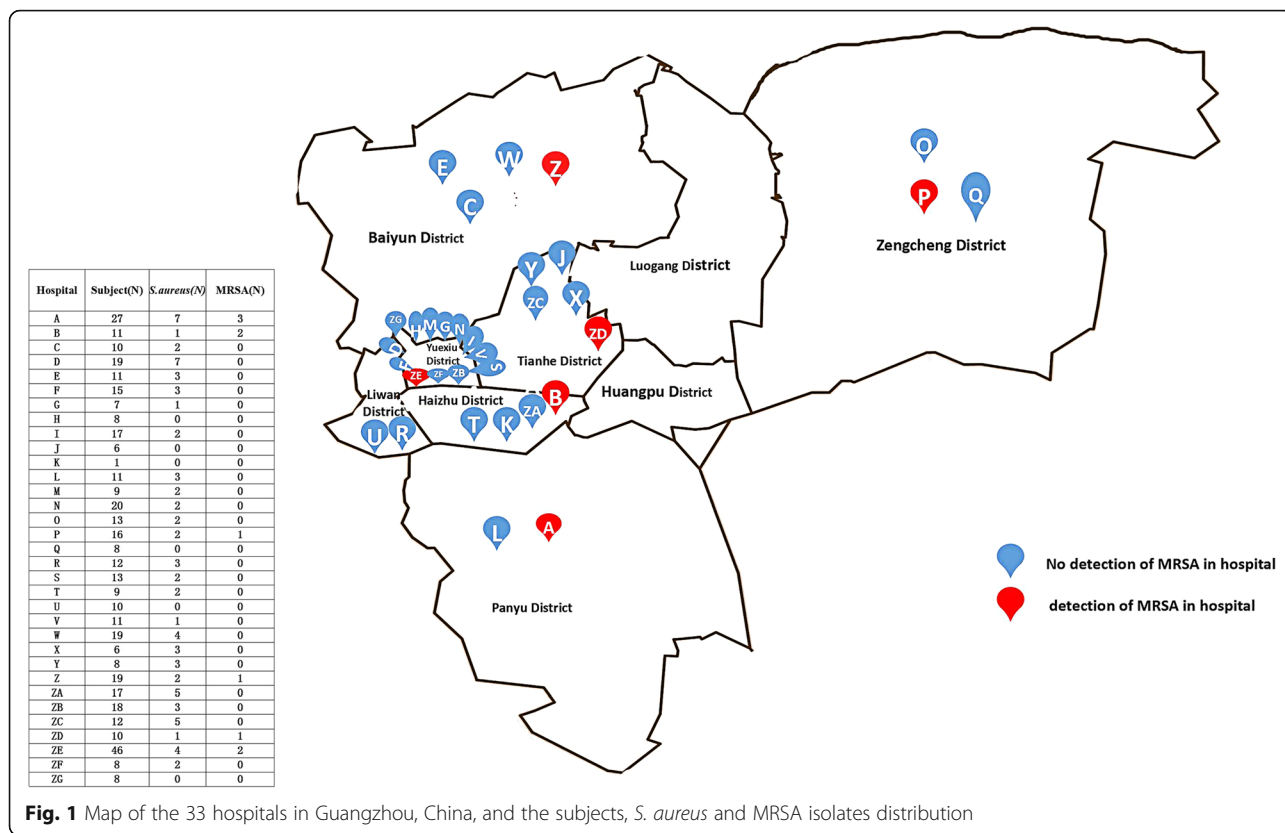 E
W
Z
O
C
P
Q
Baiyun District
Zengcheng District
Y
J
Luogang District
ZC
X
Hospital Subject(N) S.aureus(N) MRSA(N)
A 27 7 3
B 11 1 2
C 10 2 0
D 19 7 0
E 11 3 0
F 15 3 0
G 7 1 0
H 8 0 0
I 17 2 0
J 6 0 0
K 1 0 0
L 11 3 0
M 9 2 0
N 20 2 0
O 13 2 0
P 16 2 1
Q 8 0 0
R 12 3 0
S 13 2 0
T 9 2 0
U 10 0 0
V 11 1 0
W 19 4 0
X 6 3 0
Y 8 3 0
Z 19 2 1
ZA 17 5 0
ZB 18 3 0
ZC 12 5 0
ZD 10 1 1
ZE 46 4 2
ZF 8 2 0
ZG 8 0 0
ZG
H
M
G
N
I
V
S
ZD
D
F
Yuexiu
District
Tianhe District
ZE
ZF
ZB
Liwan
District
Haizhu District
Huangpu District
B
ZA
U
R
T
K
L
A
Panyu District
No detection of MRSA in hospital
detection of MRSA in hospital
Fig. 1 Map of the 33 hospitals in Guangzhou, China, and the subjects, S. aureus and MRSA isolates distribution